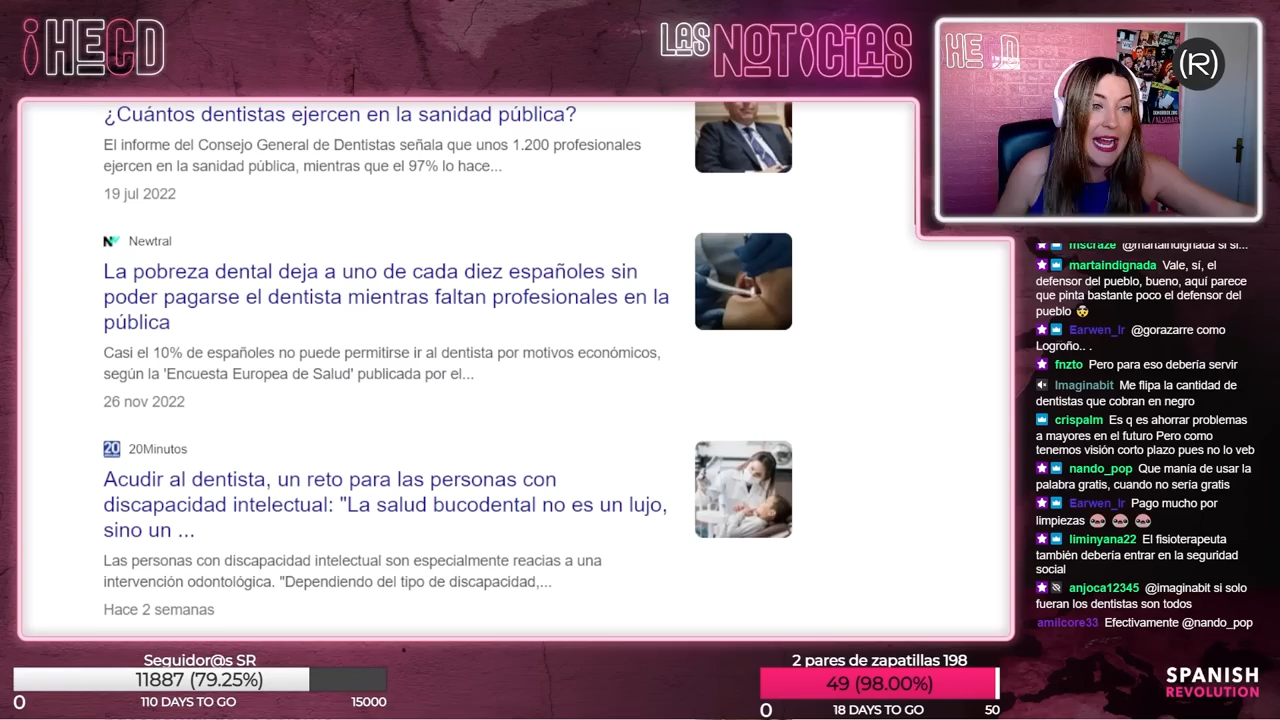 ¡HECD
LAS NOTICIAS
HECD
(R)
¿Cuántos dentistas ejercen en la sanidad pública?
El informe del Consejo General de Dentistas señala que unos 1.200 profesionales
ejercen en la sanidad pública, mientras que el 97% lo hace...
19 jul 2022
Newtral
La pobreza dental deja a uno de cada diez españoles sin
poder pagarse el dentista mientras faltan profesionales en la
pública
Casi el 10% de españoles no puede permitirse ir al dentista por motivos económicos,
según la 'Encuesta Europea de Salud' publicada por el...
26 nov 2022
20 20Minutos
Acudir al dentista, un reto para las personas con
discapacidad intelectual: "La salud bucodental no es un lujo,
sino un ...
Las personas con discapacidad intelectual son especialmente reacias a una
intervención odontológica. "Dependiendo del tipo de discapacidad,...
Hace 2 semanas
mscraze @martaindignada si si...
martaindignada Vale, sí, el
defensor del pueblo, bueno, aquí parece
que pinta bastante poco el defensor del
pueblo
Earwen_lr @gorazarre como
Logroño.. .
fnzto Pero para eso debería servir
Imaginabit Me flipa la cantidad de
dentistas que cobran en negro
crispalm Es q es ahorrar problemas
a mayores en el futuro Pero como
tenemos visión corto plazo pues no lo veb
nando_pop Que manía de usar la
palabra gratis, cuando no sería gratis
Earwen_lr Pago mucho por
limpiezas
liminyana22 El fisioterapeuta
también debería entrar en la seguridad
social
anjoca12345 @imaginabit si solo
fueran los dentistas son todos
amiicore33 Efectivamente @nando_pop
Seguidor@s SR
11887 (79.25%)
0 110 DAYS TO GO 15000
2 pares de zapatillas 198
49 (98.00%)
0 18 DAYS TO GO 50
SPANISH
REVOLUTION